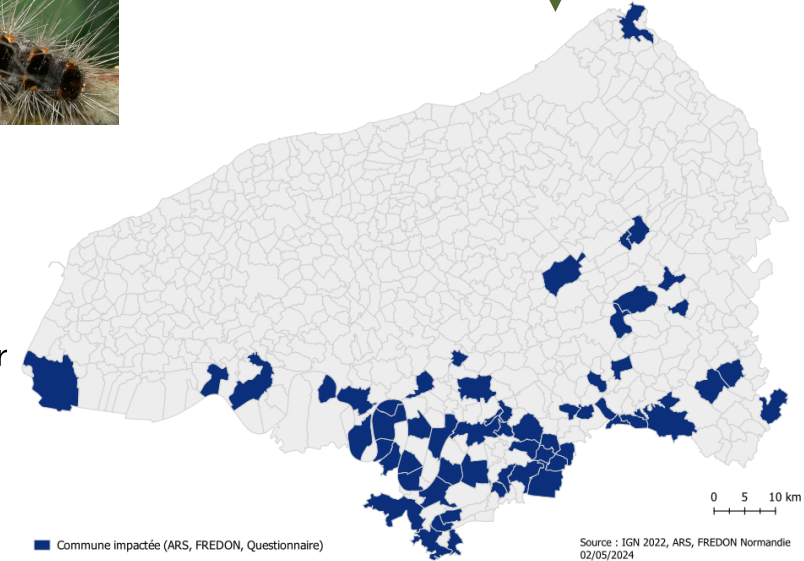 r
0 5 10 km
Commune impactée (ARS, FREDON, Questionnaire)
Source : IGN 2022, ARS, FREDON Normandie
02/05/2024